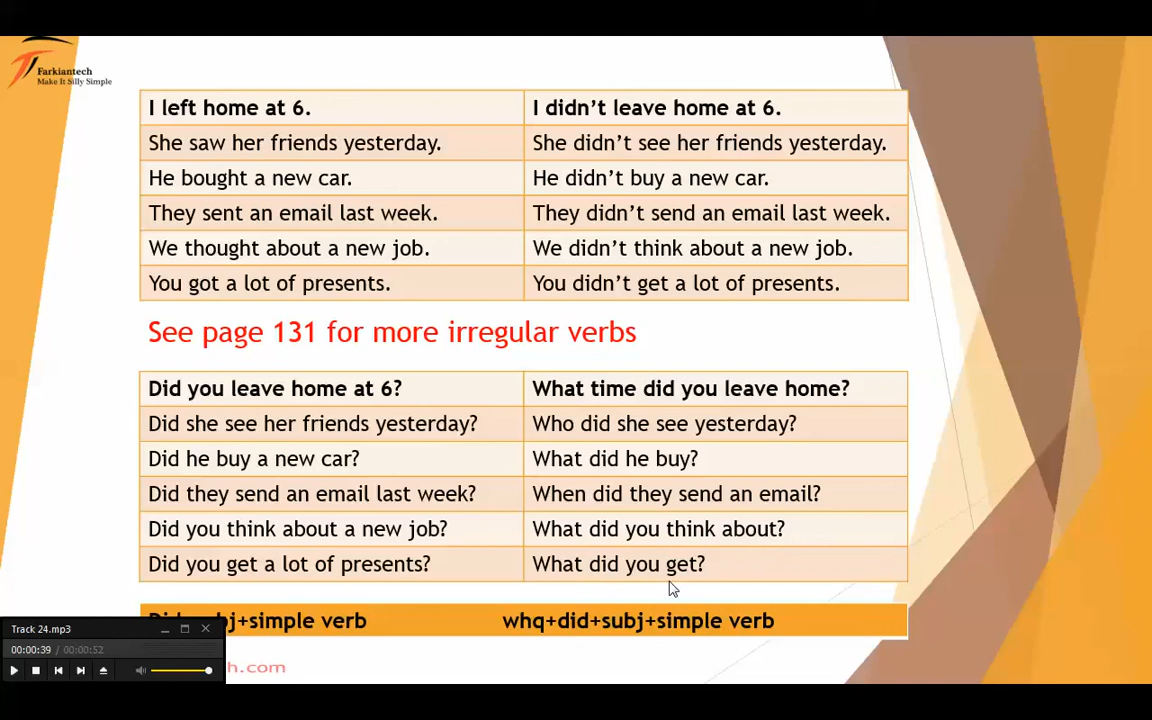 Farkiantech
Make It Silly Simple
I left home at 6. I didn't leave home at 6.
She saw her friends yesterday. She didn't see her friends yesterday.
He bought a new car. He didn't buy a new car.
They sent an email last week. They didn't send an email last week.
We thought about a new job. We didn't think about a new job.
You got a lot of presents. You didn't get a lot of presents.
See page 131 for more irregular verbs
Did you leave home at 6? What time did you leave home?
Did she see her friends yesterday? Who did she see yesterday?
Did he buy a new car? What did he buy?
Did they send an email last week? When did they send an email?
Did you think about a new job? What did you think about?
Did you get a lot of presents? What did you get?
+simple verb whq+did+subj+simple verb
Track 24.mp3
00:00:39 / 00:00:52
h.com